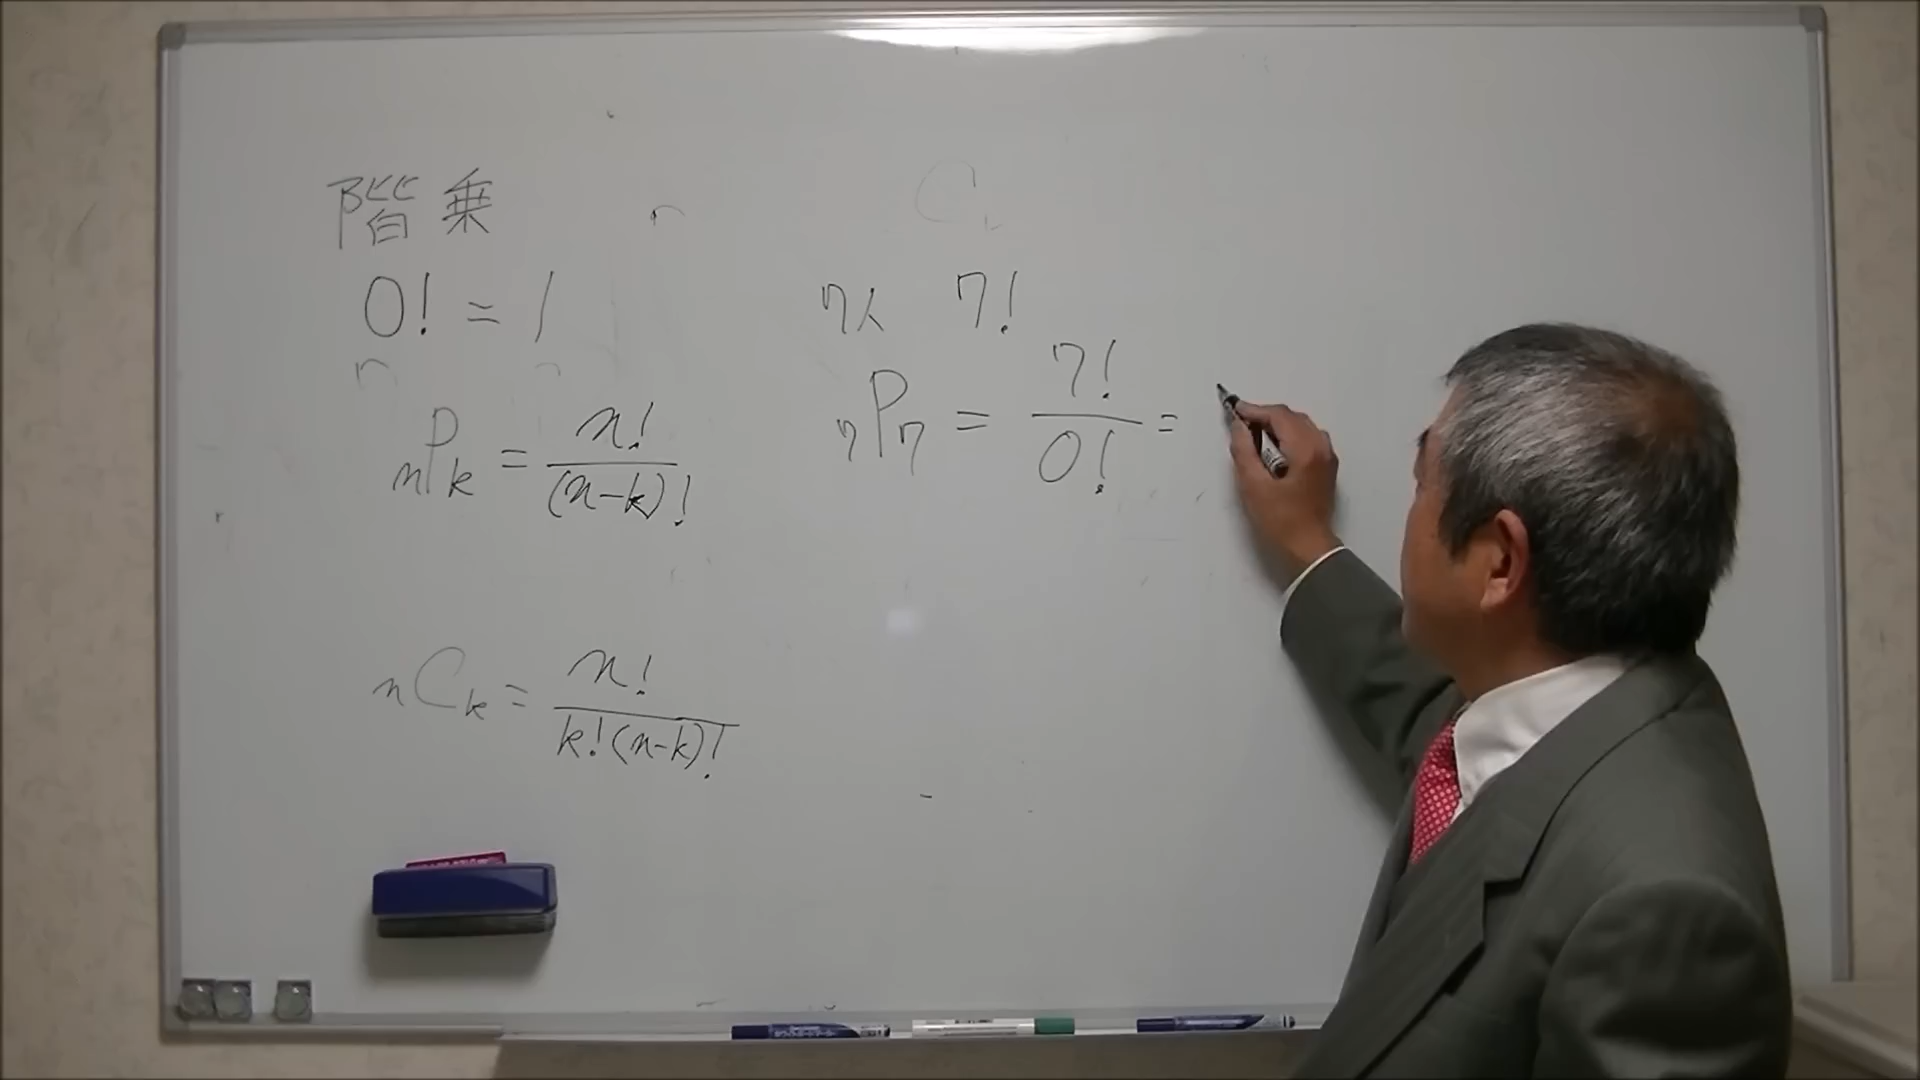 階乗
0! = 1
nPk = n! / (n-k)!
nCk = n! / k!(n-k)!
C
7人 7!
7P7 = 7! / 0! =